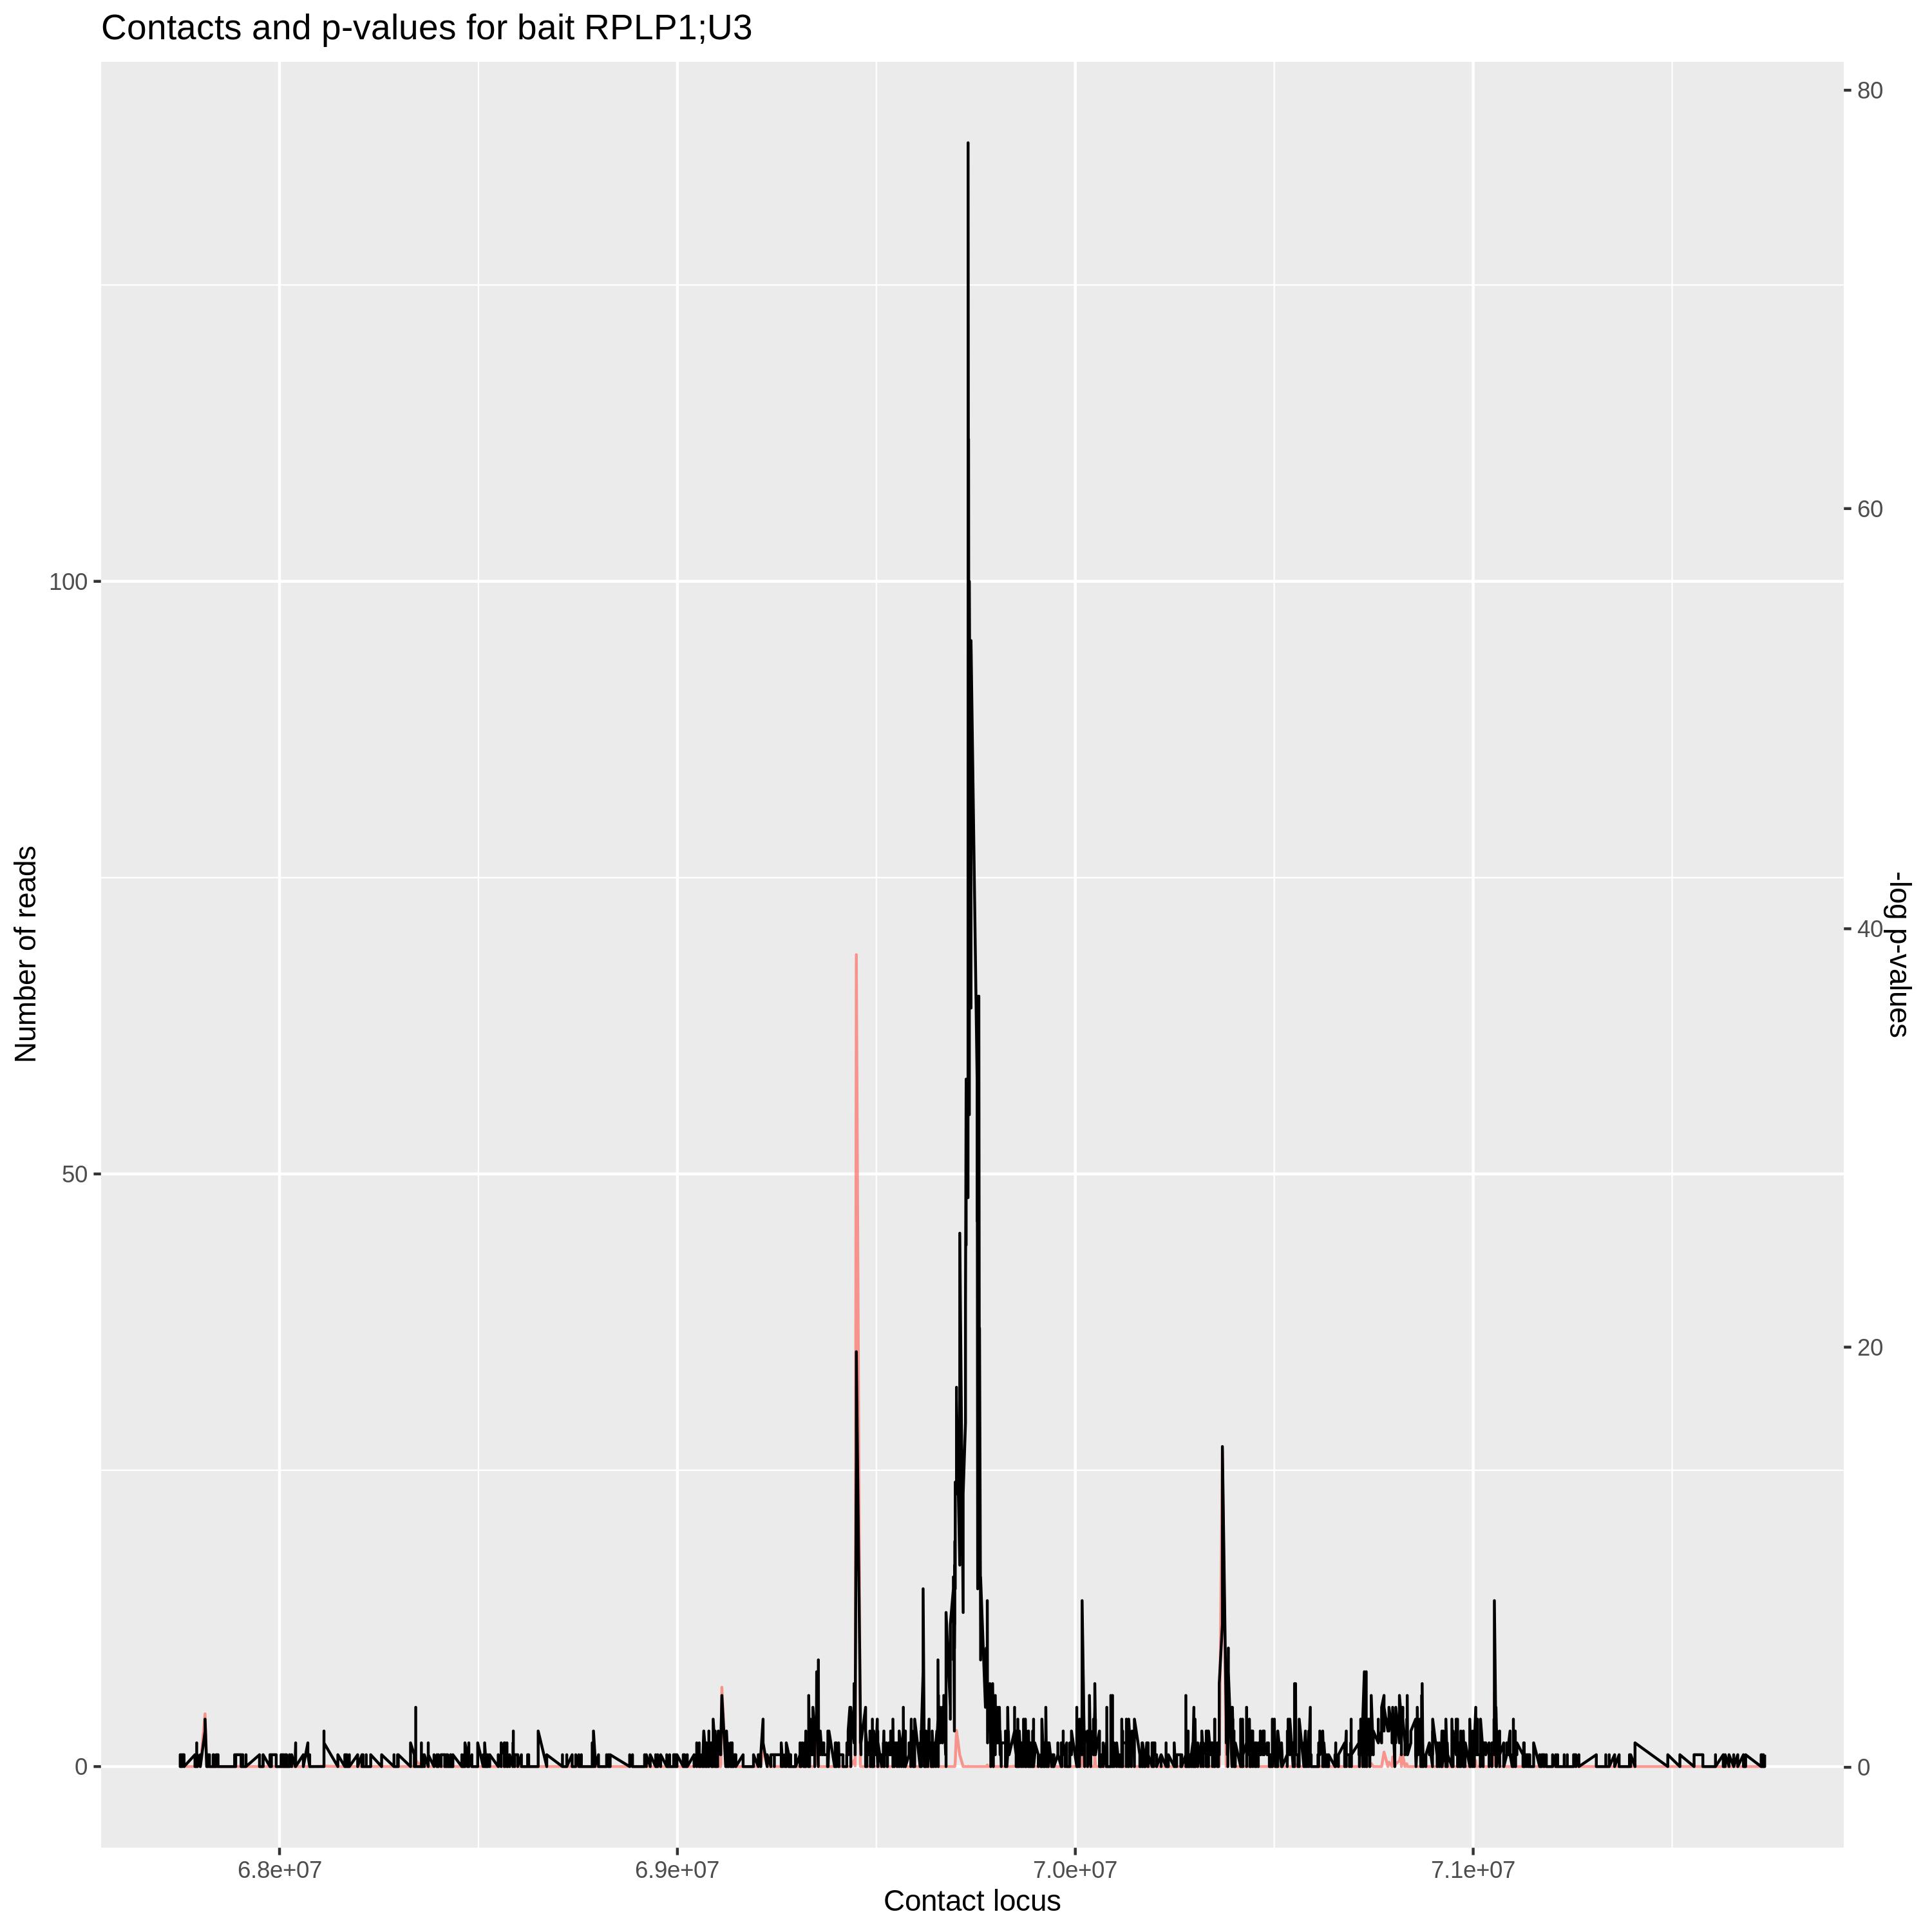 Contacts and p-values for bait RPLP1;U3
Number of reads
100
50
0
80
60
40
20
0
-log p-values
6.8e+07
6.9e+07
7.0e+07
7.1e+07
Contact locus